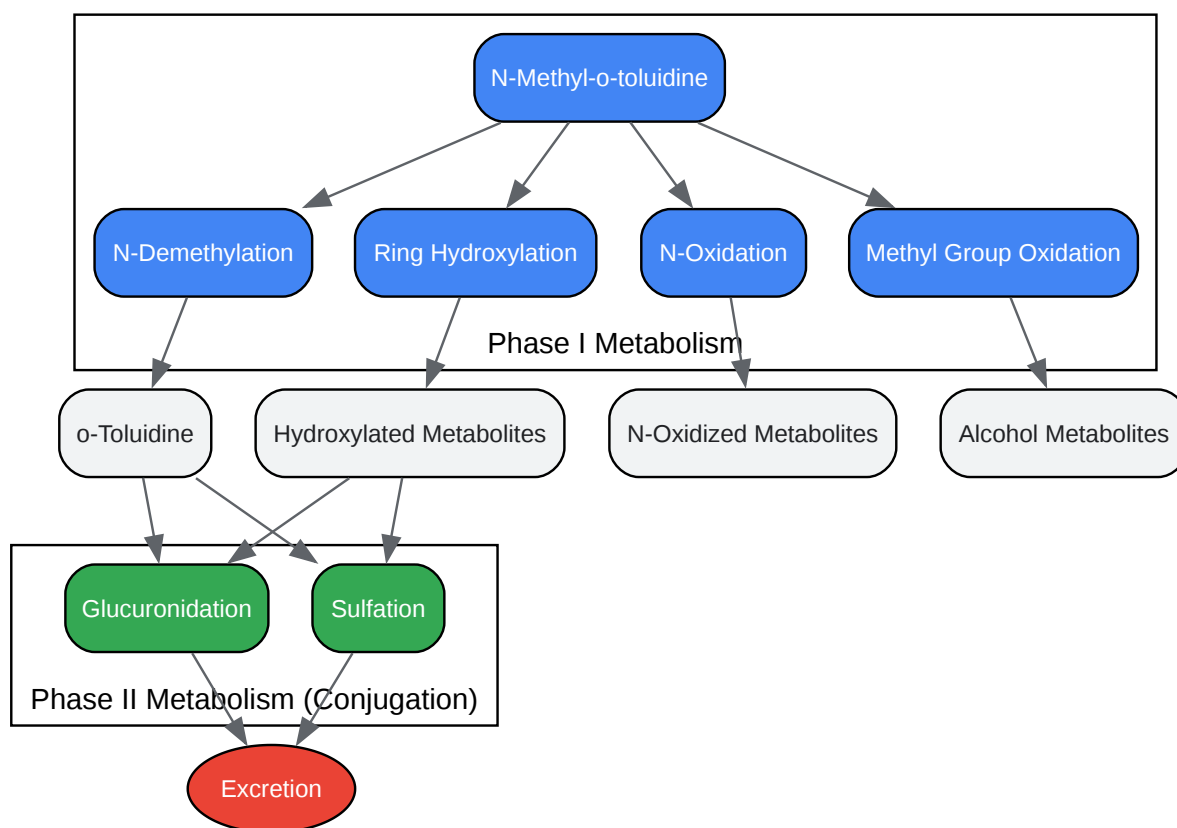 N-Methyl-o-toluidine
N-Demethylation
Ring Hydroxylation
N-Oxidation
Methyl Group Oxidation
Phase I Metabolism
o-Toluidine
Hydroxylated Metabolites
N-Oxidized Metabolites
Alcohol Metabolites
Glucuronidation
Sulfation
Phase II Metabolism (Conjugation)
Excretion